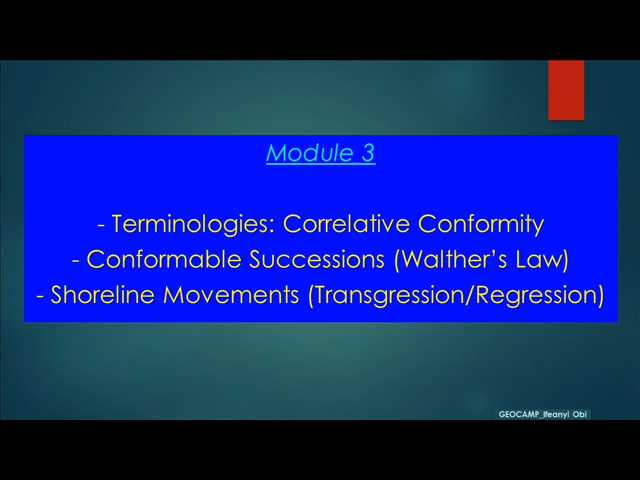 Module 3
- Terminologies: Correlative Conformity
- Conformable Successions (Walther’s Law)
- Shoreline Movements (Transgression/Regression)
GEOCAMP_Ifeanyi Obi